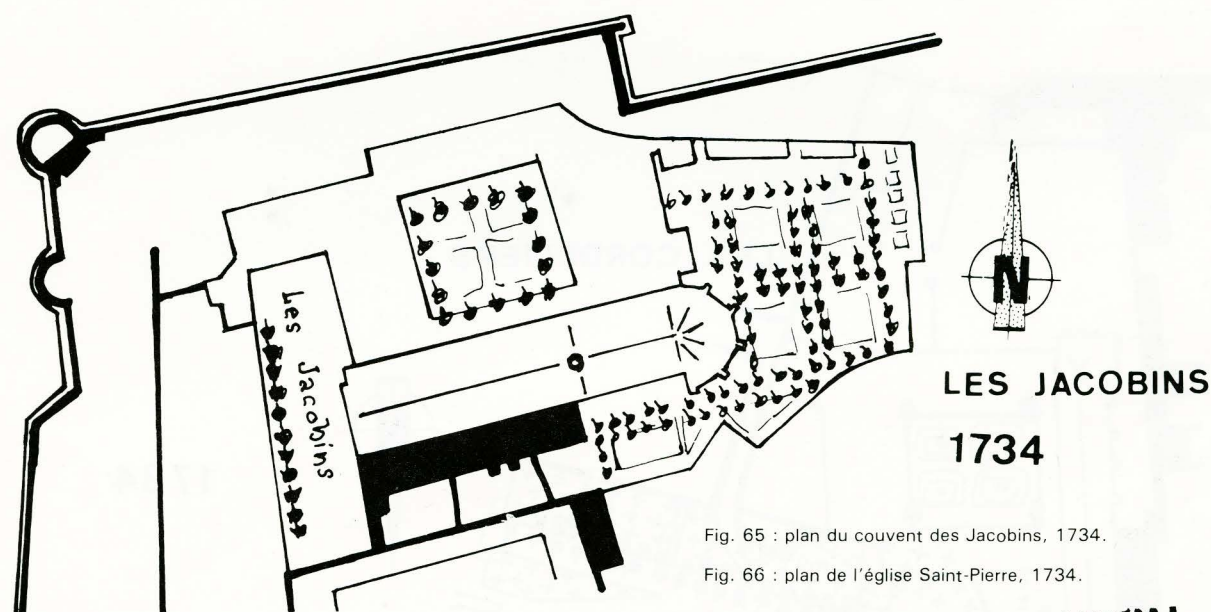 Les Jacobins
N
LES JACOBINS
1734
Fig. 65 : plan du couvent des Jacobins, 1734.
Fig. 66 : plan de l'église Saint-Pierre, 1734.